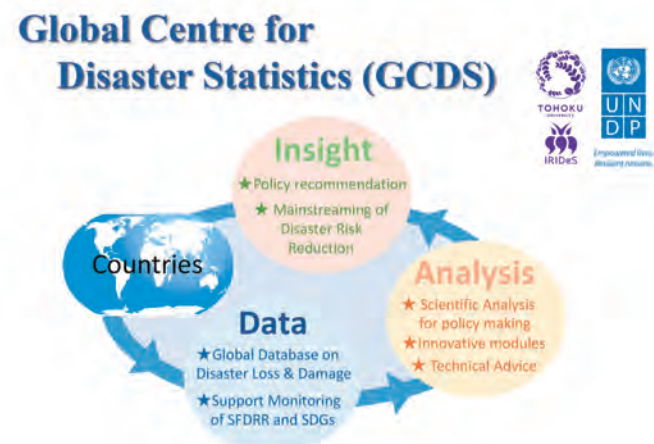 Global Centre for
Disaster Statistics (GCDS)
TOHOKU
UNIVERSITY
IRIDeS
U N
D P
Empowered lives.
Resilient nations.
Insight
★Policy recommendation
★ Mainstreaming of
Disaster Risk
Reduction
Countries
Analysis
★ Scientific Analysis
for policy making
★Innovative modules
★ Technical Advice
Data
★Global Database on
Disaster Loss & Damage
★Support Monitoring
of SFDRR and SDGs